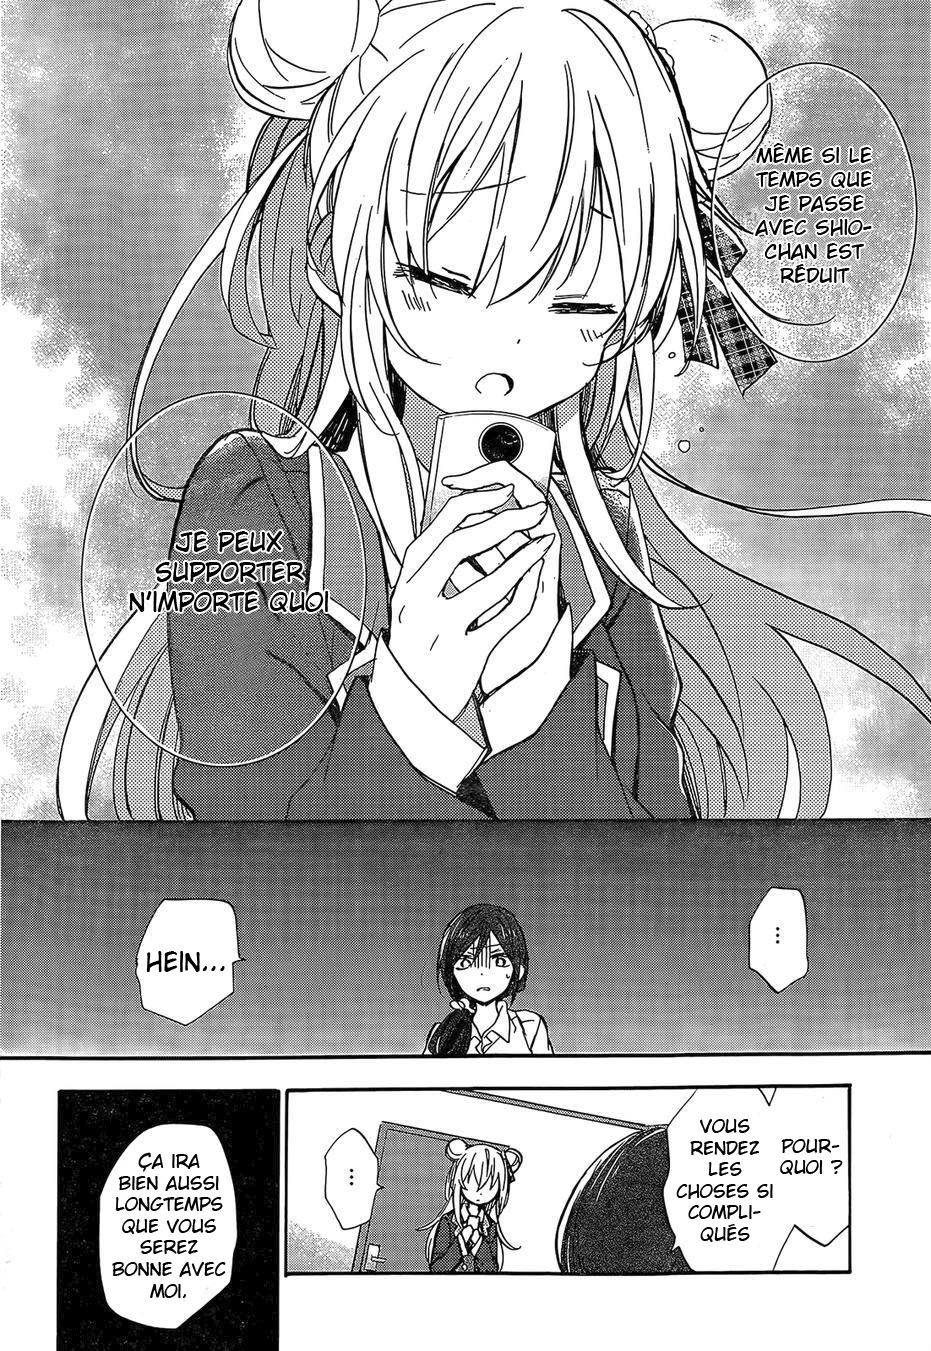 MÊME SI LE
TEMPS QUE
JE PASSE
AVEC SHIO-
CHAN EST
RÉDUIT
JE PEUX
SUPPORTER
N'IMPORTE QUOI
...
HEIN...
POUR-
QUOI ?
VOUS
RENDEZ
LES
CHOSES SI
COMPLI-
QUÉS
...
ÇA IRA
BIEN AUSSI
LONGTEMPS
QUE VOUS
SEREZ
BONNE AVEC
MOI.